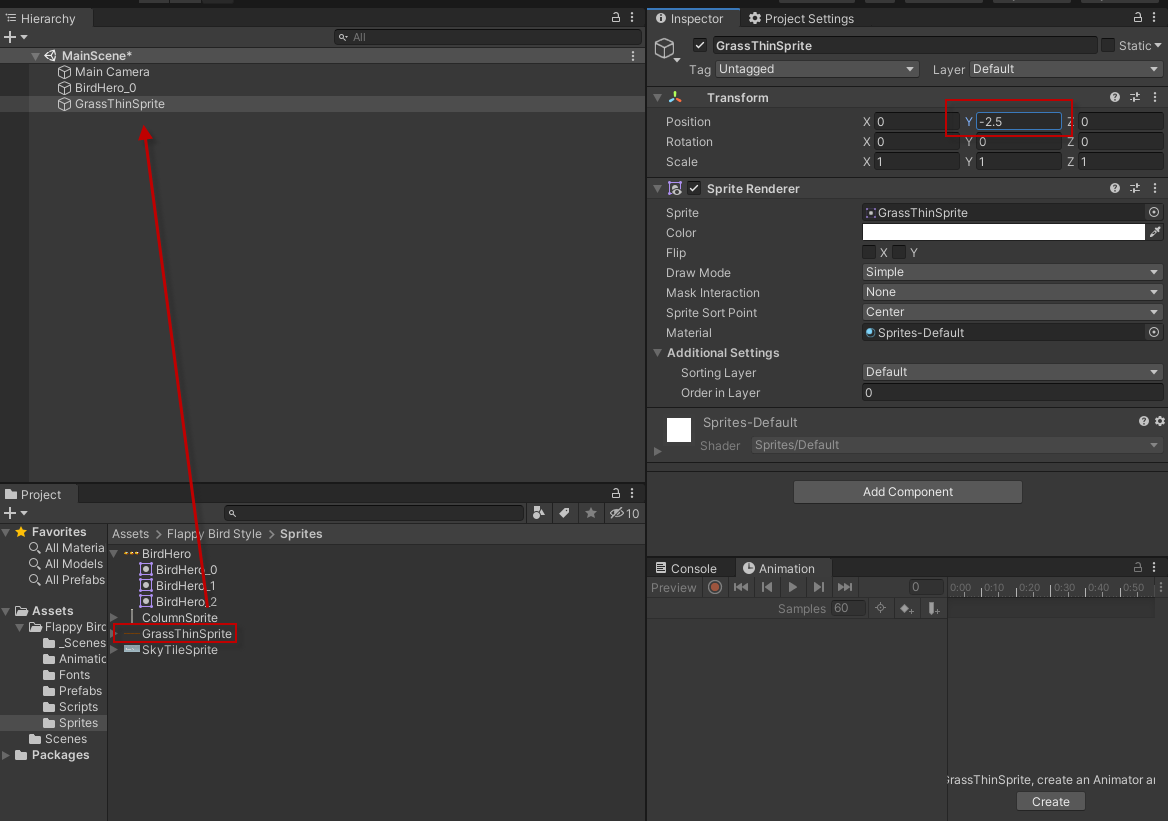 Hierarchy
All
MainScene*
Main Camera
BirdHero_0
GrassThinSprite
Inspector
Project Settings
GrassThinSprite
Static
Tag
Untagged
Layer
Default
Transform
Position
X 0
Y -2.5
Z 0
Rotation
X 0
Y 0
Z 0
Scale
X 1
Y 1
Z 1
Sprite Renderer
Sprite
GrassThinSprite
Color
Flip
X
Y
Draw Mode
Simple
Mask Interaction
None
Sprite Sort Point
Center
Material
Sprites-Default
Additional Settings
Sorting Layer
Default
Order in Layer
0
Sprites-Default
Shader
Sprites/Default
Add Component
Project
10
Favorites
All Materia
All Models
All Prefabs
Assets
Flappy Bird
_Scenes
Animatic
Fonts
Prefabs
Scripts
Sprites
Scenes
Packages
Assets > Flappy Bird Style > Sprites
BirdHero
BirdHero_0
BirdHero_1
BirdHero_2
ColumnSprite
GrassThinSprite
SkyTileSprite
Console
Animation
Preview
0
0:00
0:10
0:20
0:30
0:40
0:50
Samples
60
GrassThinSprite, create an Animator an
Create